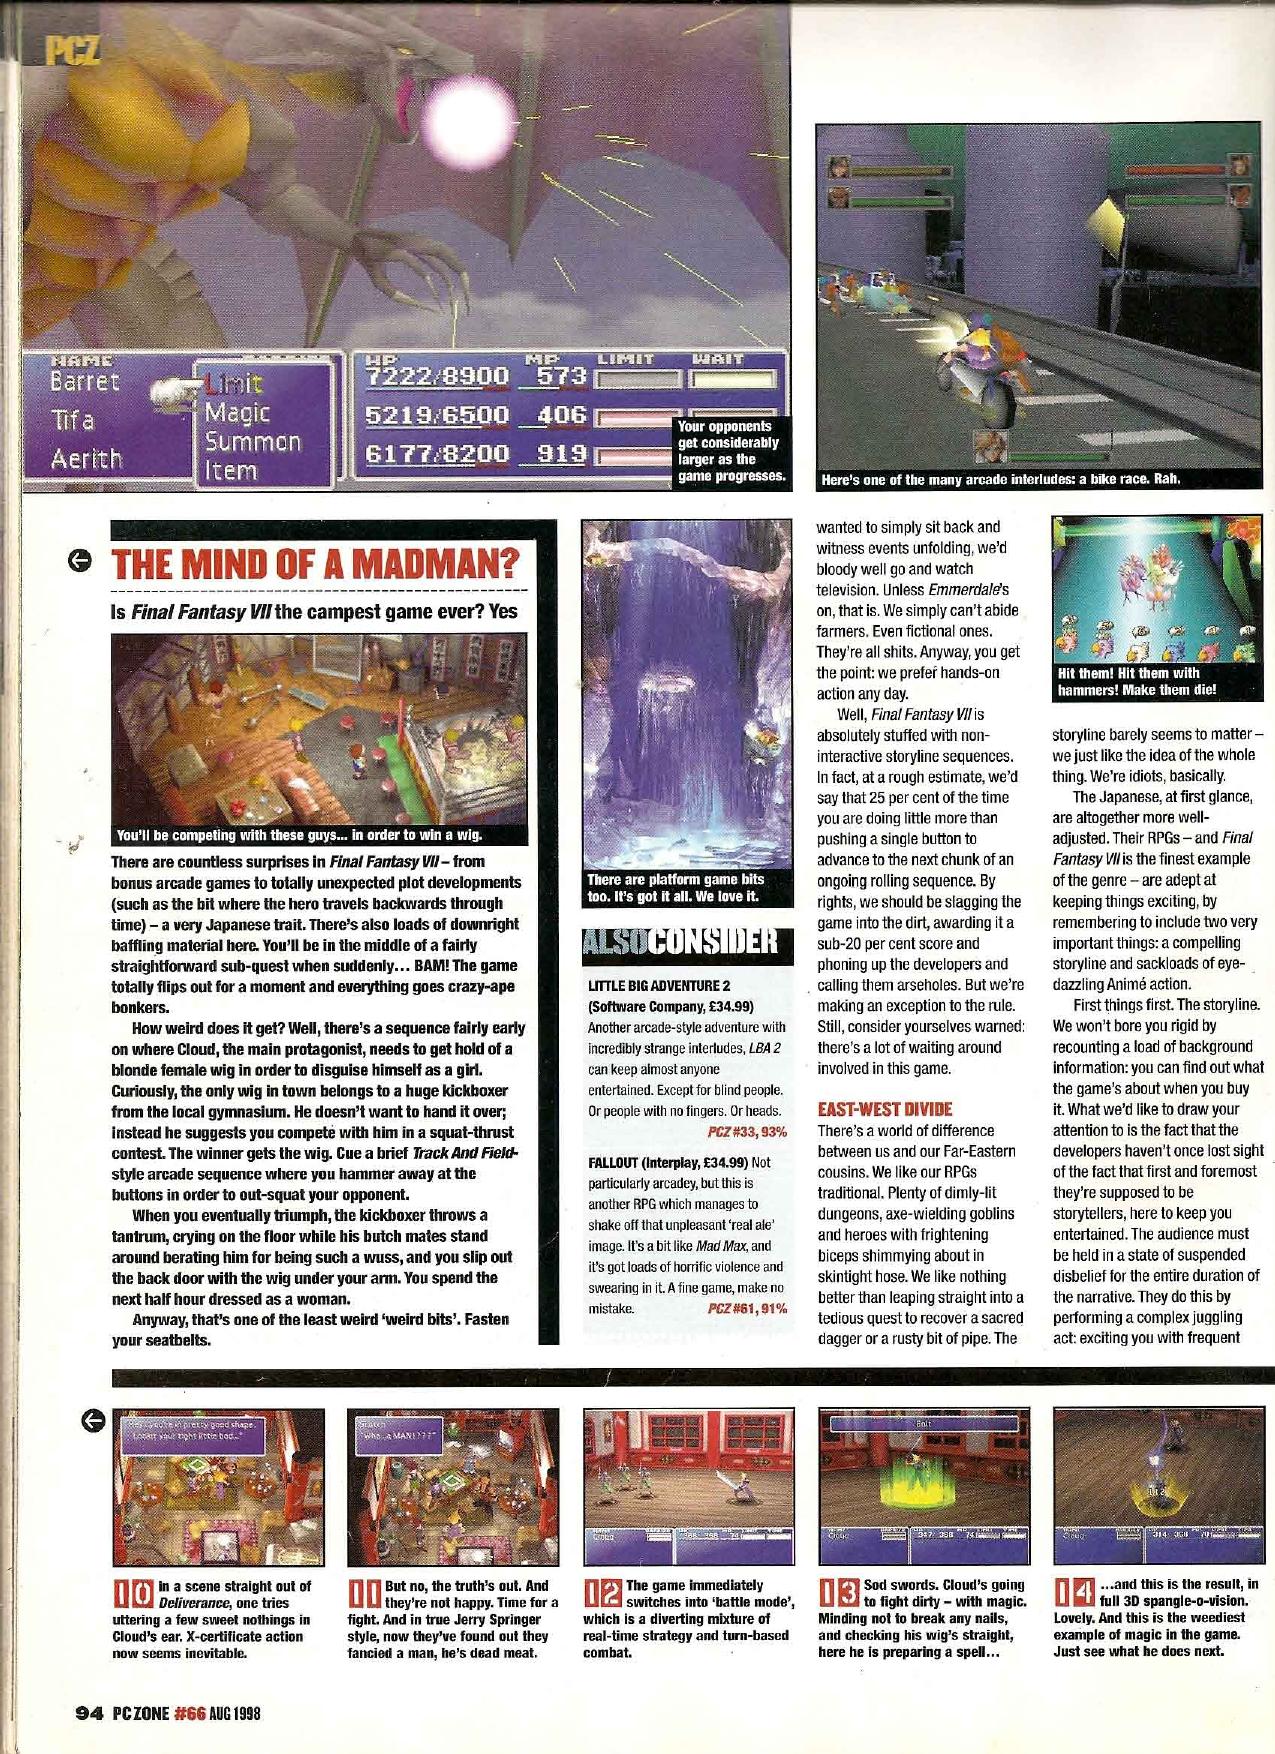 PCZ
NAME
Barret
Tifa
Aerith
Limit
Magic
Summon
Item
HP MP LIMIT WAIT
7222/8900 573
5219/6500 406
6177/8200 919
Your opponents
get considerably
larger as the
game progresses.
Here's one of the many arcade interludes: a bike race. Rah.
THE MIND OF A MADMAN?
Is Final Fantasy VII the campest game ever? Yes
You'll be competing with these guys... in order to win a wig.
There are countless surprises in Final Fantasy VII – from
bonus arcade games to totally unexpected plot developments
(such as the bit where the hero travels backwards through
time) – a very Japanese trait. There's also loads of downright
baffling material here. You'll be in the middle of a fairly
straightforward sub-quest when suddenly... BAM! The game
totally flips out for a moment and everything goes crazy-ape
bonkers.
How weird does it get? Well, there's a sequence fairly early
on where Cloud, the main protagonist, needs to get hold of a
blonde female wig in order to disguise himself as a girl.
Curiously, the only wig in town belongs to a huge kickboxer
from the local gymnasium. He doesn't want to hand it over;
instead he suggests you compete with him in a squat-thrust
contest. The winner gets the wig. Cue a brief Track And Field-
style arcade sequence where you hammer away at the
buttons in order to out-squat your opponent.
When you eventually triumph, the kickboxer throws a
tantrum, crying on the floor while his butch mates stand
around berating him for being such a wuss, and you slip out
the back door with the wig under your arm. You spend the
next half hour dressed as a woman.
Anyway, that's one of the least weird 'weird bits'. Fasten
your seatbelts.
There are platform game bits
too. It's got it all. We love it.
ALSO CONSIDER
LITTLE BIG ADVENTURE 2
(Software Company, £34.99)
Another arcade-style adventure with
incredibly strange interludes, LBA 2
can keep almost anyone
entertained. Except for blind people.
Or people with no fingers. Or heads.
PCZ #33, 93%
FALLOUT (Interplay, £34.99) Not
particularly arcadey, but this is
another RPG which manages to
shake off that unpleasant 'real ale'
image. It's a bit like Mad Max, and
it's got loads of horrific violence and
swearing in it. A fine game, make no
mistake. PCZ #61, 91%
wanted to simply sit back and
witness events unfolding, we'd
bloody well go and watch
television. Unless Emmerdale's
on, that is. We simply can't abide
farmers. Even fictional ones.
They're all shits. Anyway, you get
the point: we prefer hands-on
action any day.
Well, Final Fantasy VII is
absolutely stuffed with non-
interactive storyline sequences.
In fact, at a rough estimate, we'd
say that 25 per cent of the time
you are doing little more than
pushing a single button to
advance to the next chunk of an
ongoing rolling sequence. By
rights, we should be slagging the
game into the dirt, awarding it a
sub-20 per cent score and
phoning up the developers and
calling them arseholes. But we're
making an exception to the rule.
Still, consider yourselves warned:
there's a lot of waiting around
involved in this game.
EAST-WEST DIVIDE
There's a world of difference
between us and our Far-Eastern
cousins. We like our RPGs
traditional. Plenty of dimly-lit
dungeons, axe-wielding goblins
and heroes with frightening
biceps shimmying about in
skintight hose. We like nothing
better than leaping straight into a
tedious quest to recover a sacred
dagger or a rusty bit of pipe. The
Hit them! Hit them with
hammers! Make them die!
storyline barely seems to matter –
we just like the idea of the whole
thing. We're idiots, basically.
The Japanese, at first glance,
are altogether more well-
adjusted. Their RPGs – and Final
Fantasy VII is the finest example
of the genre – are adept at
keeping things exciting, by
remembering to include two very
important things: a compelling
storyline and sackloads of eye-
dazzling Animé action.
First things first. The storyline.
We won't bore you rigid by
recounting a load of background
information: you can find out what
the game's about when you buy
it. What we'd like to draw your
attention to is the fact that the
developers haven't once lost sight
of the fact that first and foremost
they're supposed to be
storytellers, here to keep you
entertained. The audience must
be held in a state of suspended
disbelief for the entire duration of
the narrative. They do this by
performing a complex juggling
act: exciting you with frequent
10 In a scene straight out of
Deliverance, one tries
uttering a few sweet nothings in
Cloud's ear. X-certificate action
now seems inevitable.
"Who...a MAN!???"
11 But no, the truth's out. And
they're not happy. Time for a
fight. And in true Jerry Springer
style, now they've found out they
fancied a man, he's dead meat.
Cloud
12 The game immediately
switches into 'battle mode',
which is a diverting mixture of
real-time strategy and turn-based
combat.
Bolt
Cloud
13 Sod swords. Cloud's going
to fight dirty – with magic.
Minding not to break any nails,
and checking his wig's straight,
here he is preparing a spell...
14 ...and this is the result, in
full 3D spangle-o-vision.
Lovely. And this is the weediest
example of magic in the game.
Just see what he does next.
94 PC ZONE #66 AUG 1998